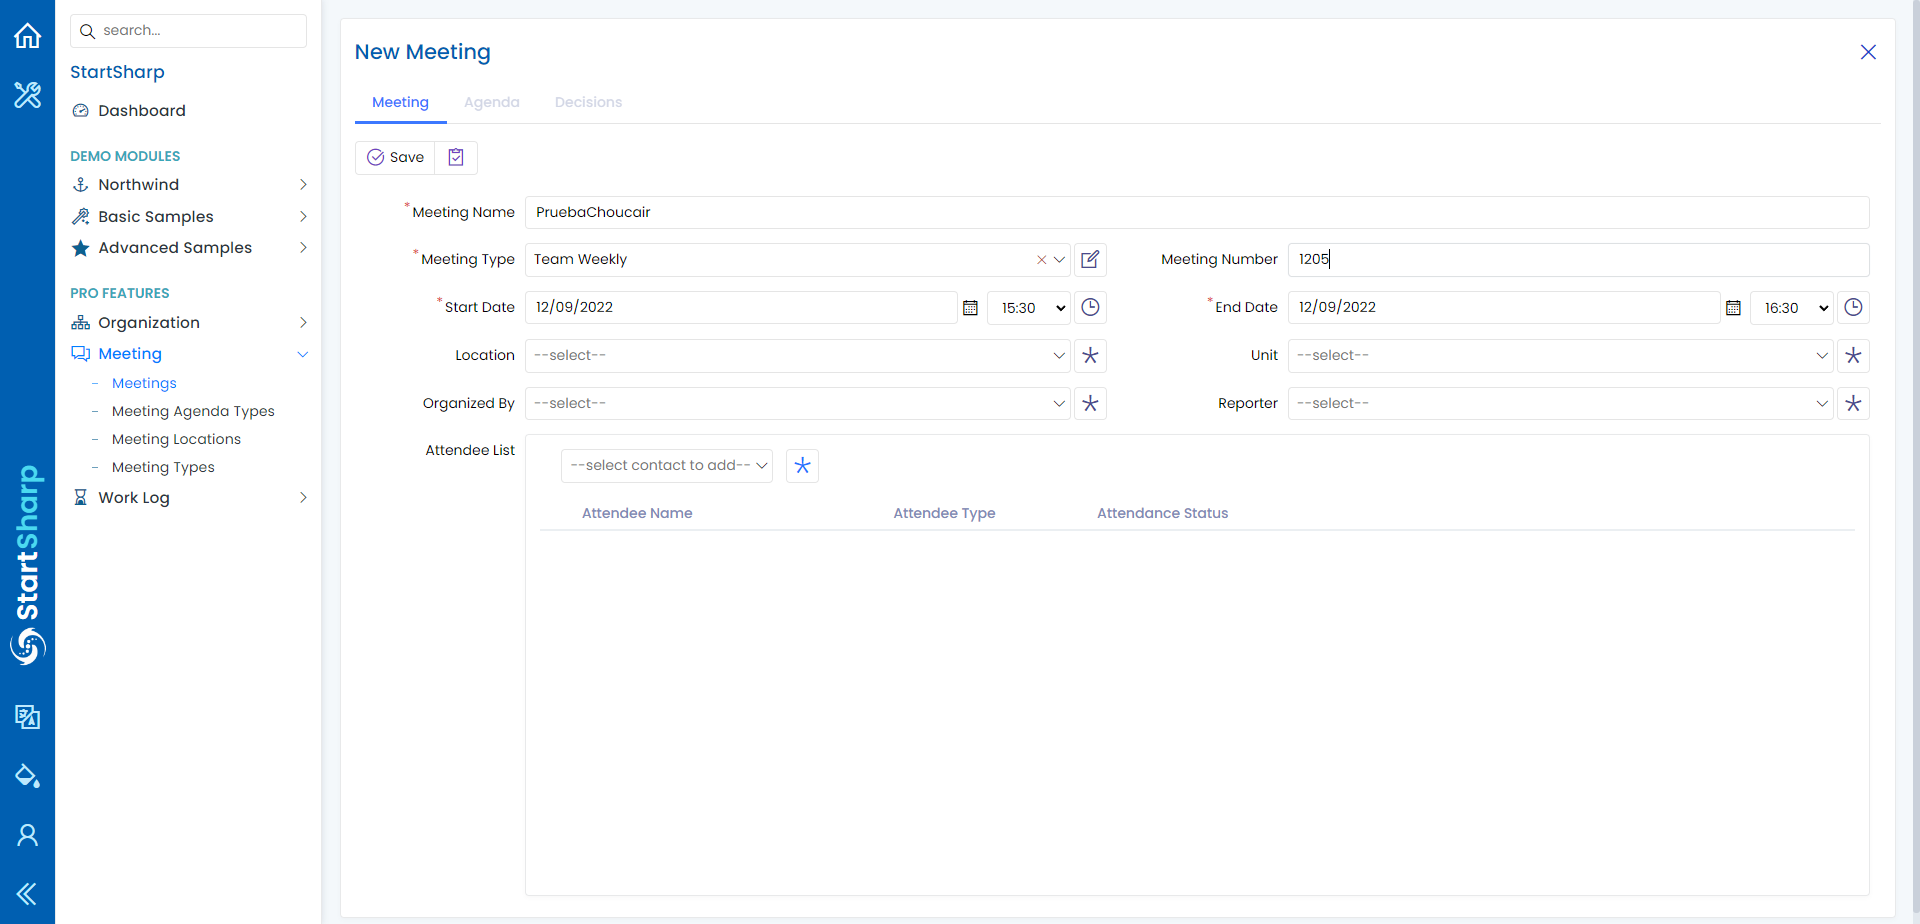 search...
StartSharp
Dashboard
DEMO MODULES
Northwind
Basic Samples
Advanced Samples
PRO FEATURES
Organization
Meeting
- Meetings
- Meeting Agenda Types
- Meeting Locations
- Meeting Types
Work Log
StartSharp
New Meeting
Meeting Agenda Decisions
Save
*Meeting Name PruebaChoucair
*Meeting Type Team Weekly Meeting Number 1205
*Start Date 12/09/2022 15:30 *End Date 12/09/2022 16:30
Location --select-- Unit --select--
Organized By --select-- Reporter --select--
Attendee List
--select contact to add--
Attendee Name Attendee Type Attendance Status